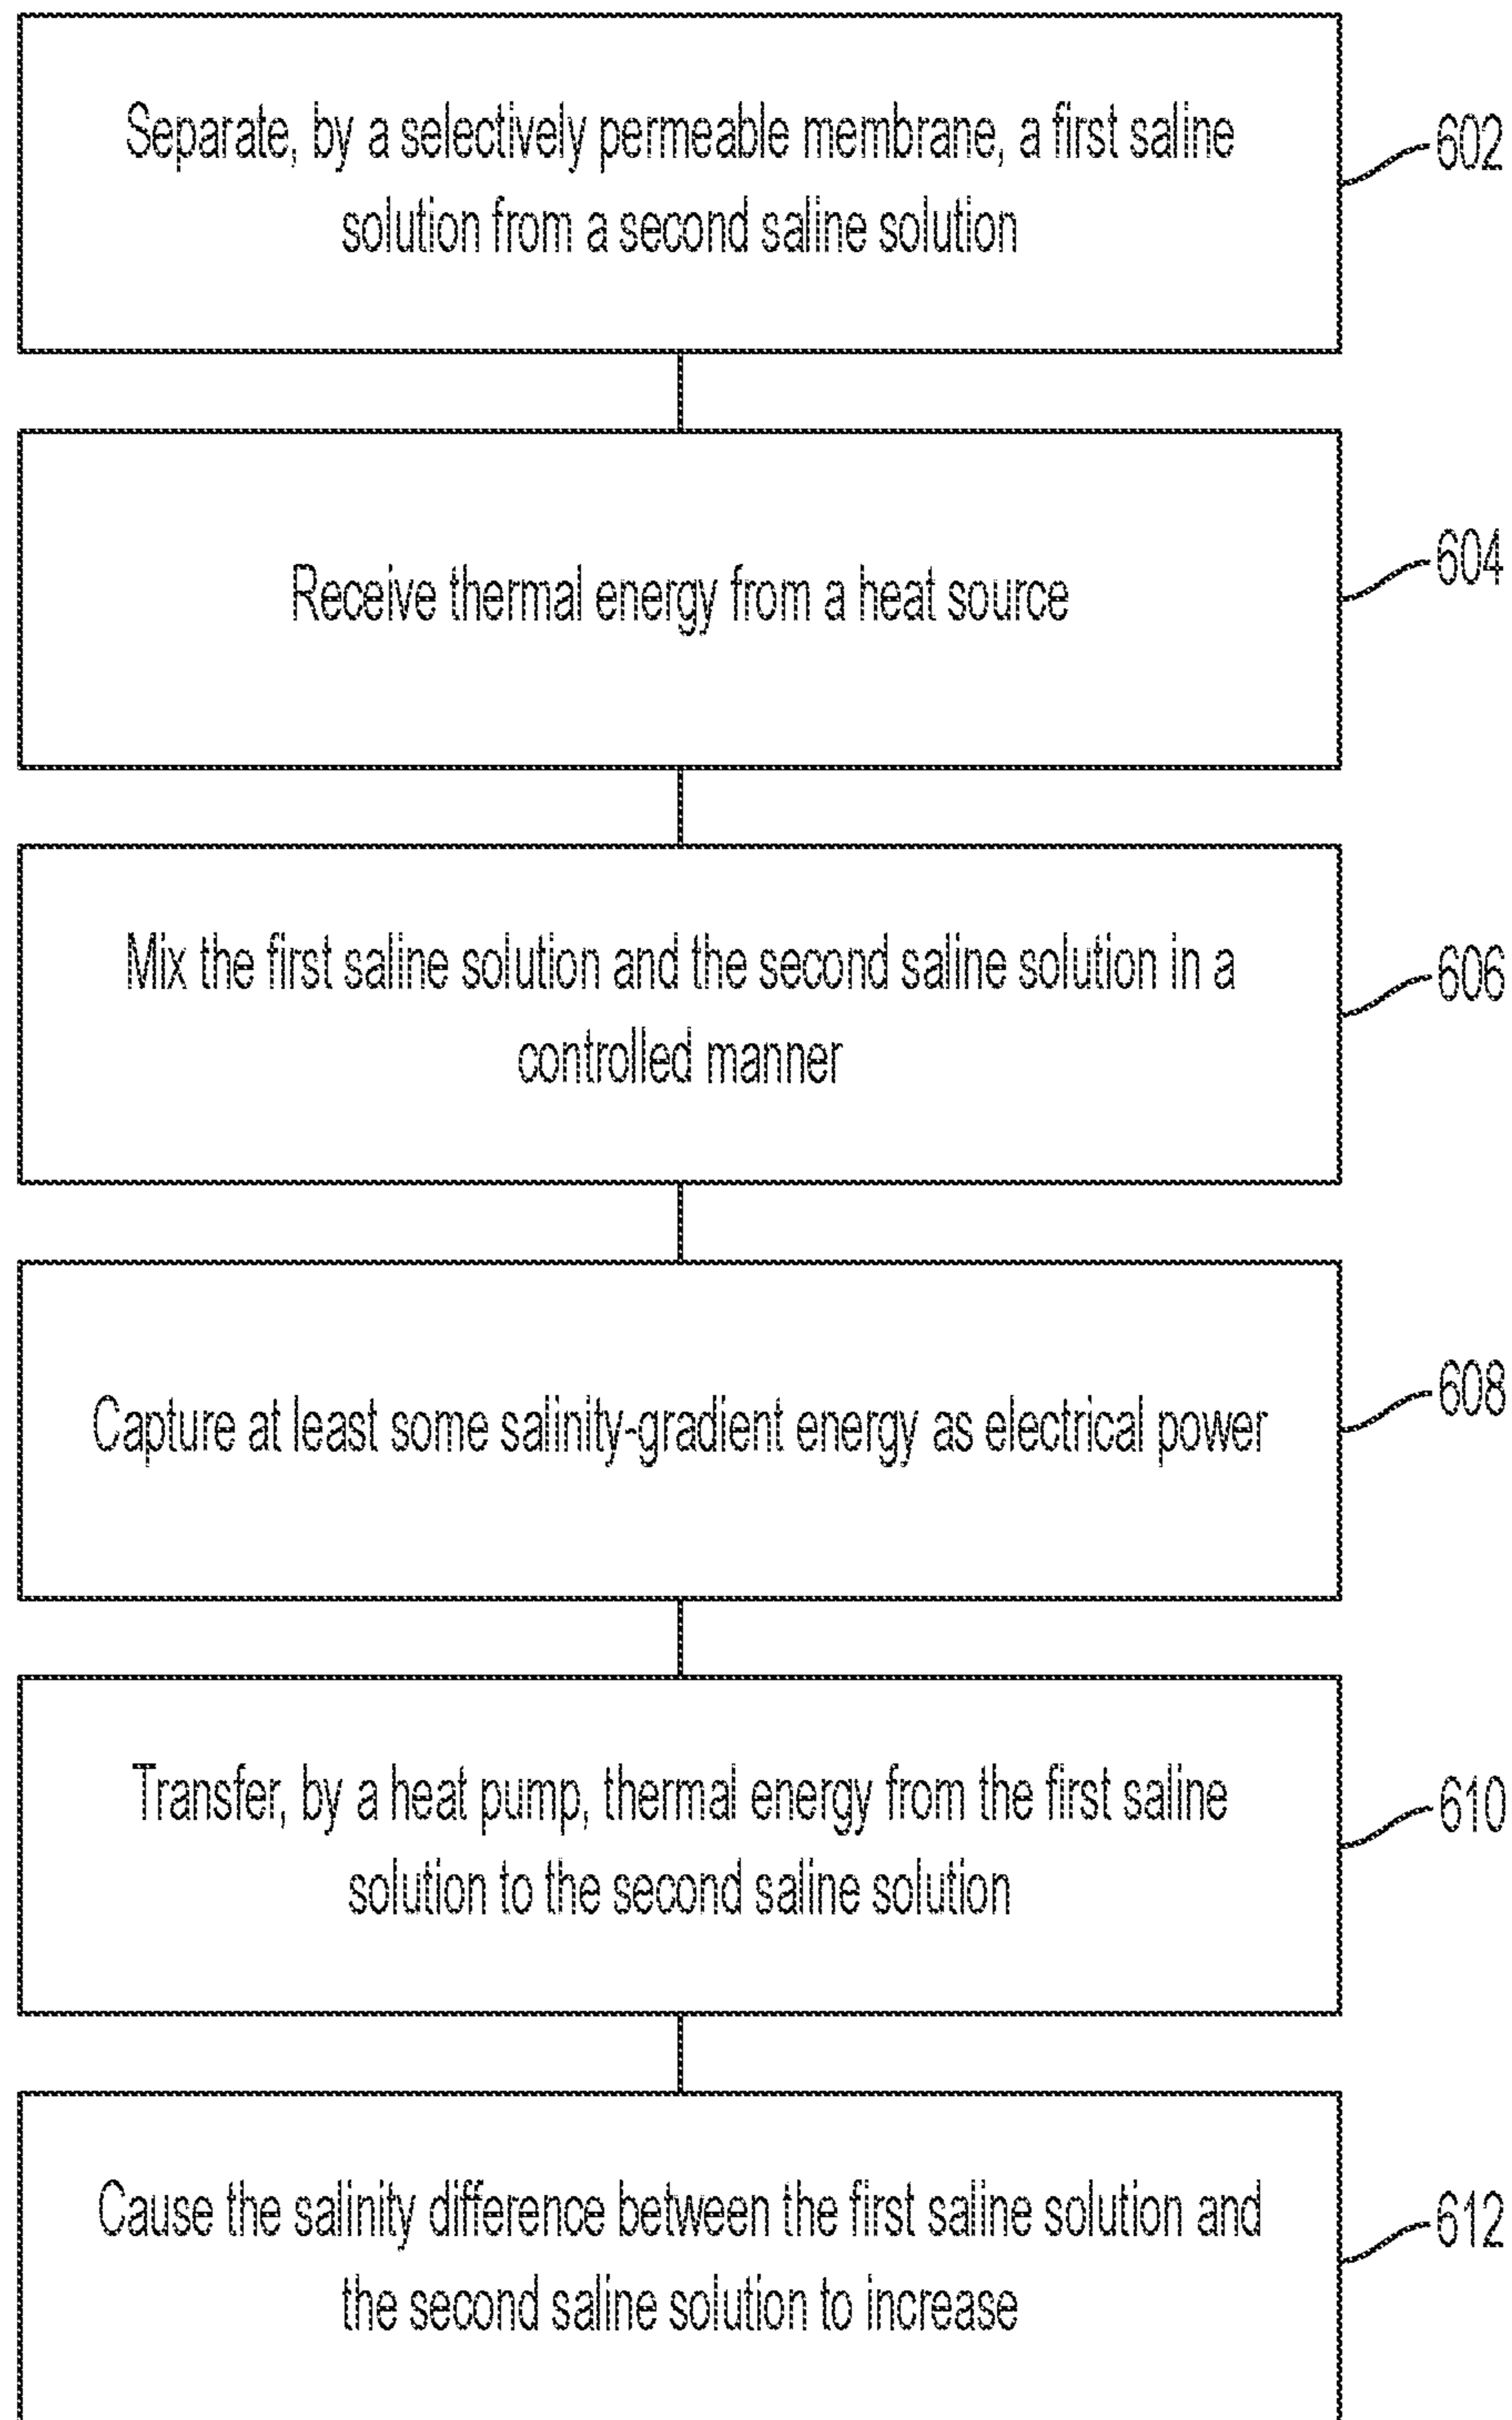 Separate, by a selectively permeable membrane, a first saline
solution from a second saline solution
602
Receive thermal energy from a heat source
604
Mix the first saline solution and the second saline solution in a
controlled manner
606
Capture at least some salinity-gradient energy as electrical power
608
Transfer, by a heat pump, thermal energy from the first saline
solution to the second saline solution
610
Cause the salinity difference between the first saline solution and
the second saline solution to increase
612